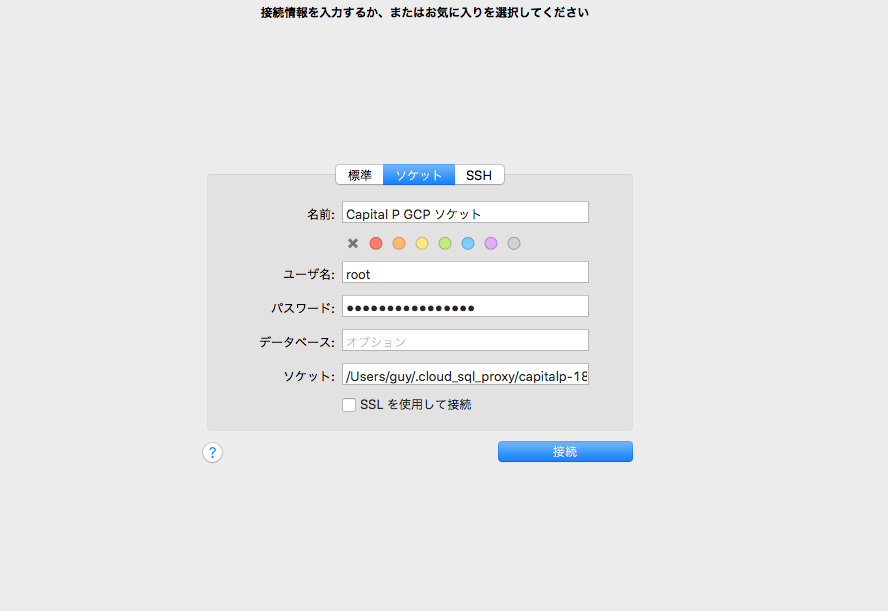 接続情報を入力するか、またはお気に入りを選択してください
標準 ソケット SSH
名前: Capital P GCP ソケット
ユーザ名: root
パスワード: ●●●●●●●●●●●●●●●●
データベース: オプション
ソケット: /Users/guy/.cloud_sql_proxy/capitalp-18
SSL を使用して接続
? 接続